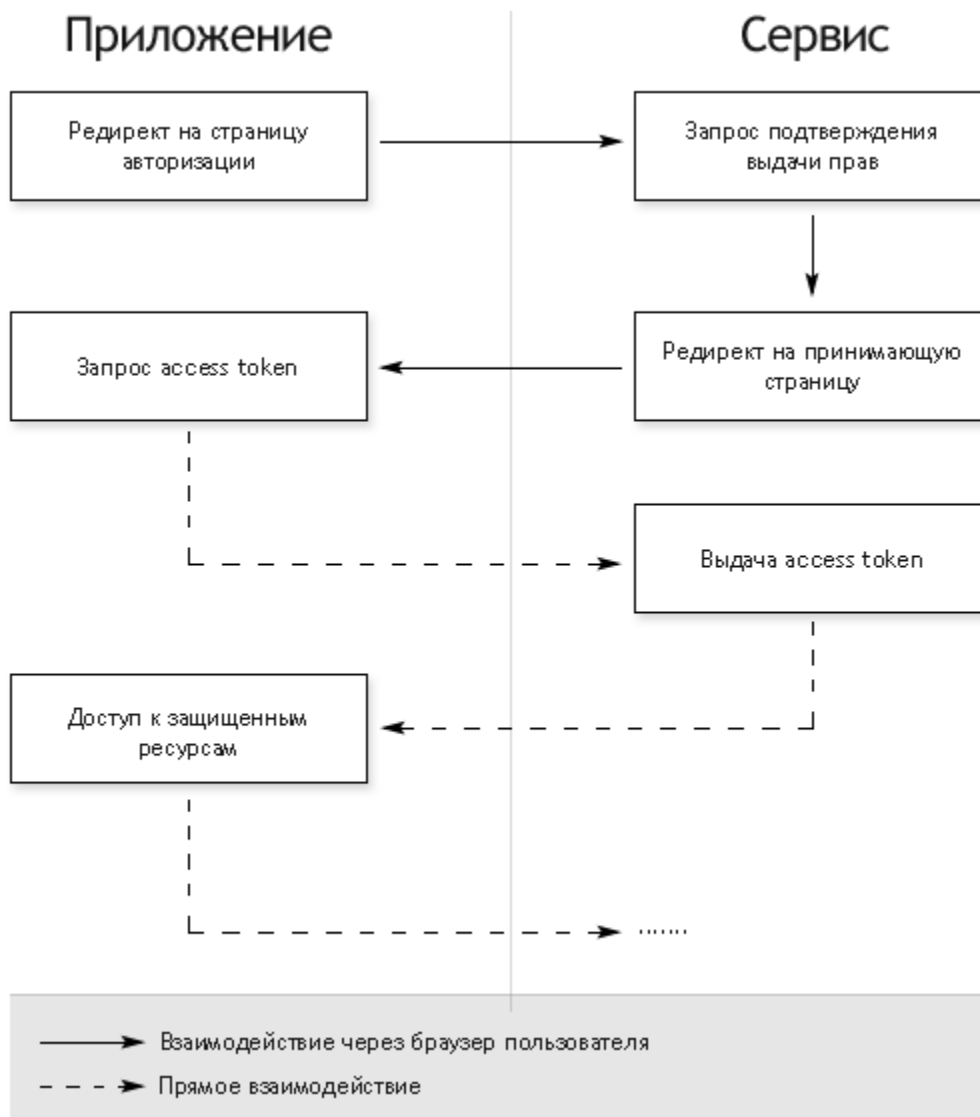 Приложение
Сервис
Редирект на страницу
авторизации
Запрос подтверждения
выдачи прав
Запрос access token
Редирект на принимающую
страницу
Выдача access token
Доступ к защищенным
ресурсам
.......
Взаимодействие через браузер пользователя
Прямое взаимодействие